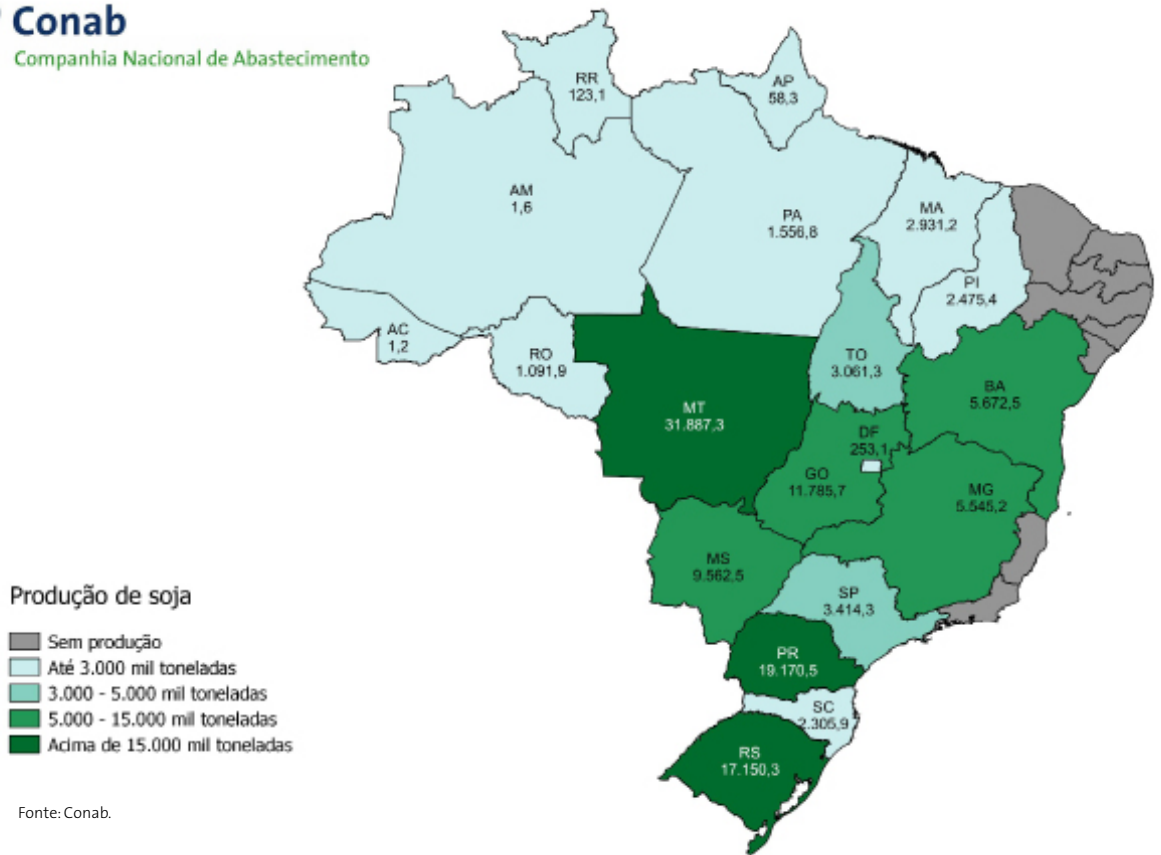 Conab
Companhia Nacional de Abastecimento
RR
123,1
AP
58,3
AM
1,6
PA
1.556,8
MA
2.931,2
PI
2.475,4
AC
1,2
RO
1.091,9
TO
3.061,3
MT
31.887,3
BA
5.672,5
DF
253,1
GO
11.785,7
MG
5.545,2
MS
9.562,5
SP
3.414,3
PR
19.170,5
SC
2.305,9
RS
17.150,3
Produção de soja
Sem produção
Até 3.000 mil toneladas
3.000 - 5.000 mil toneladas
5.000 - 15.000 mil toneladas
Acima de 15.000 mil toneladas
Fonte: Conab.